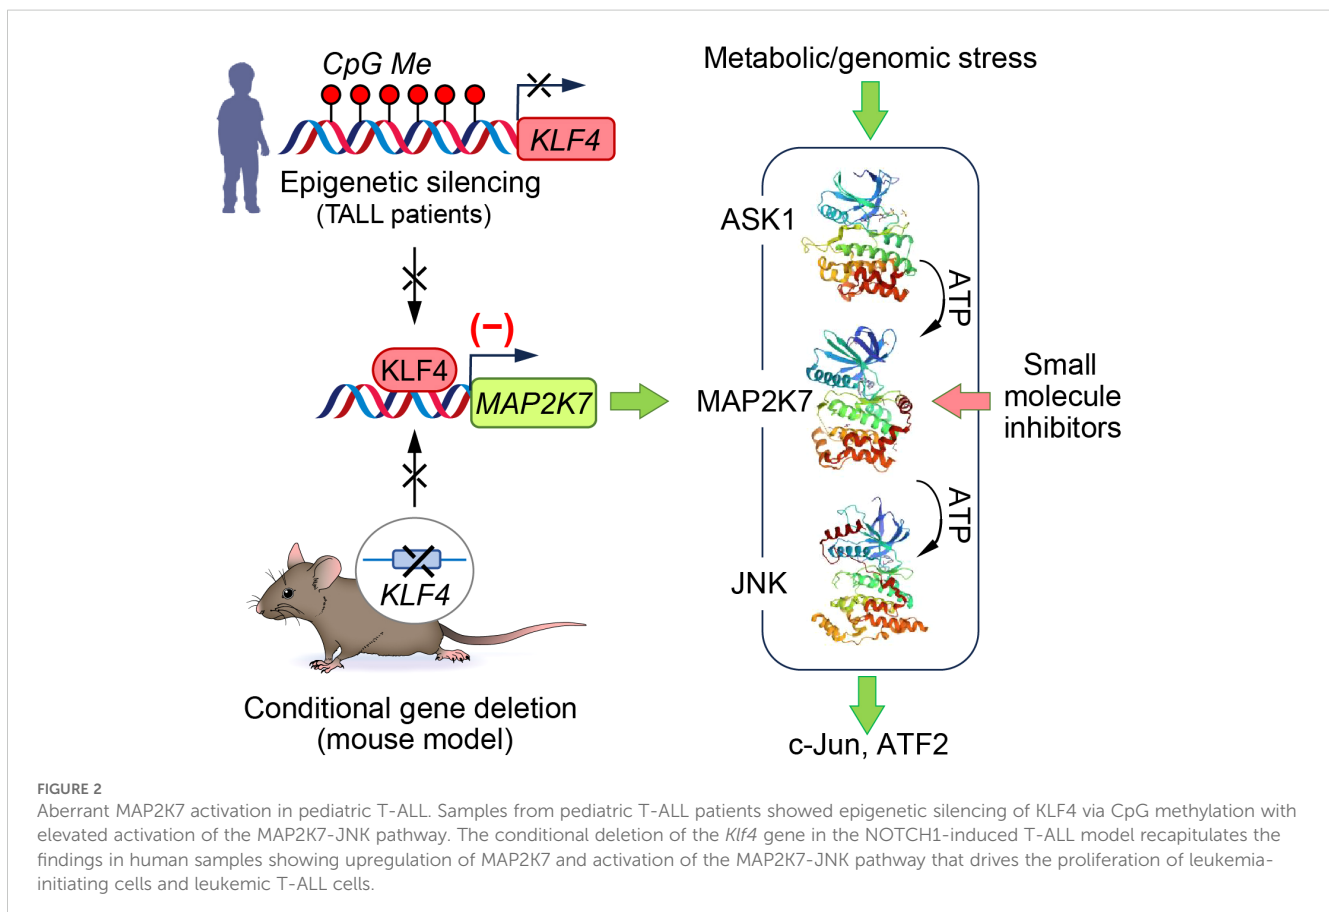 CpG Me
KLF4
Epigenetic silencing
(TALL patients)
(−)
KLF4
MAP2K7
KLF4
Conditional gene deletion
(mouse model)
Metabolic/genomic stress
ASK1
ATP
MAP2K7
Small
molecule
inhibitors
ATP
JNK
c-Jun, ATF2
FIGURE 2
Aberrant MAP2K7 activation in pediatric T-ALL. Samples from pediatric T-ALL patients showed epigenetic silencing of KLF4 via CpG methylation with
elevated activation of the MAP2K7-JNK pathway. The conditional deletion of the Klf4 gene in the NOTCH1-induced T-ALL model recapitulates the
findings in human samples showing upregulation of MAP2K7 and activation of the MAP2K7-JNK pathway that drives the proliferation of leukemia-
initiating cells and leukemic T-ALL cells.